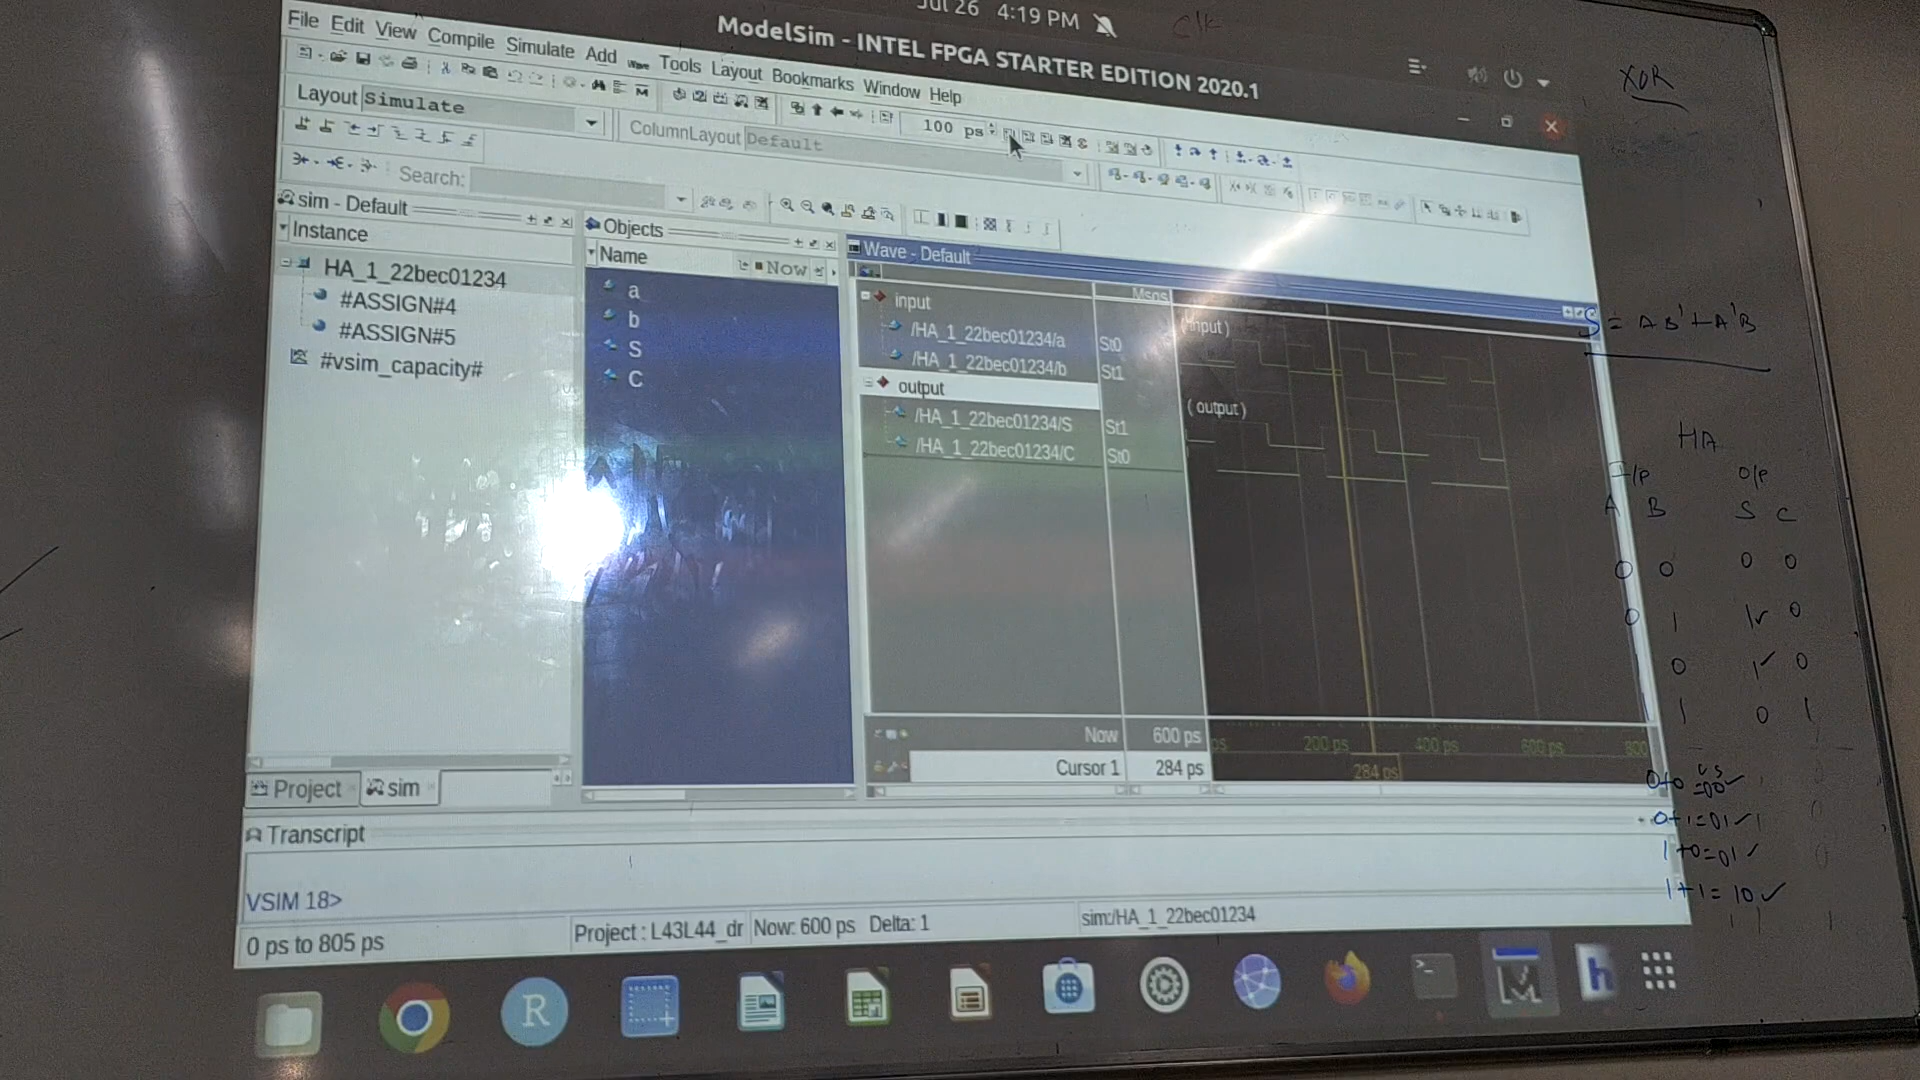 Jul 26 4:19 PM
clk
ModelSim - INTEL FPGA STARTER EDITION 2020.1
File Edit View Compile Simulate Add Wave Tools Layout Bookmarks Window Help
Layout Simulate
ColumnLayout Default
100 ps
Search:
sim - Default
Instance
HA_1_22bec01234
#ASSIGN#4
#ASSIGN#5
#vsim_capacity#
Objects
Name
Now
a
b
S
C
Wave - Default
Msgs
input
/HA_1_22bec01234/a St0
/HA_1_22bec01234/b St1
output
/HA_1_22bec01234/S St1
/HA_1_22bec01234/C St0
( input )
( output )
Now 600 ps
Cursor 1 284 ps
ps 200 ps 400 ps 600 ps 800
284 ps
Project sim
Transcript
VSIM 18>
0 ps to 805 ps
Project : L43L44_dr Now: 600 ps Delta: 1
sim:/HA_1_22bec01234
R
>_
M
h
XOR
S = AB' + A'B
HA
I/P O/P
A B S C
0 0 0 0
0 1 1 0
0 1 0
1 0 1
C S
0+0 =00
0+1=01
1+0=01
1+1=10